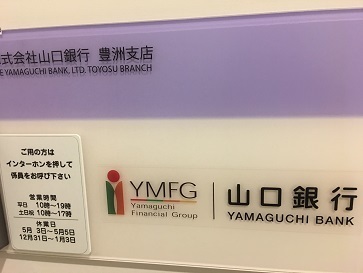 式会社山口銀行 豊洲支店
E YAMAGUCHI BANK, LTD. TOYOSU BRANCH
ご用の方は
インターホンを押して
係員をお呼び下さい
営業時間
平日 10時〜19時
土日祝 10時〜17時
休業日
5月 3日〜5月5日
12月31日〜1月3日
YMFG
Yamaguchi
Financial Group
山口銀行
YAMAGUCHI BANK